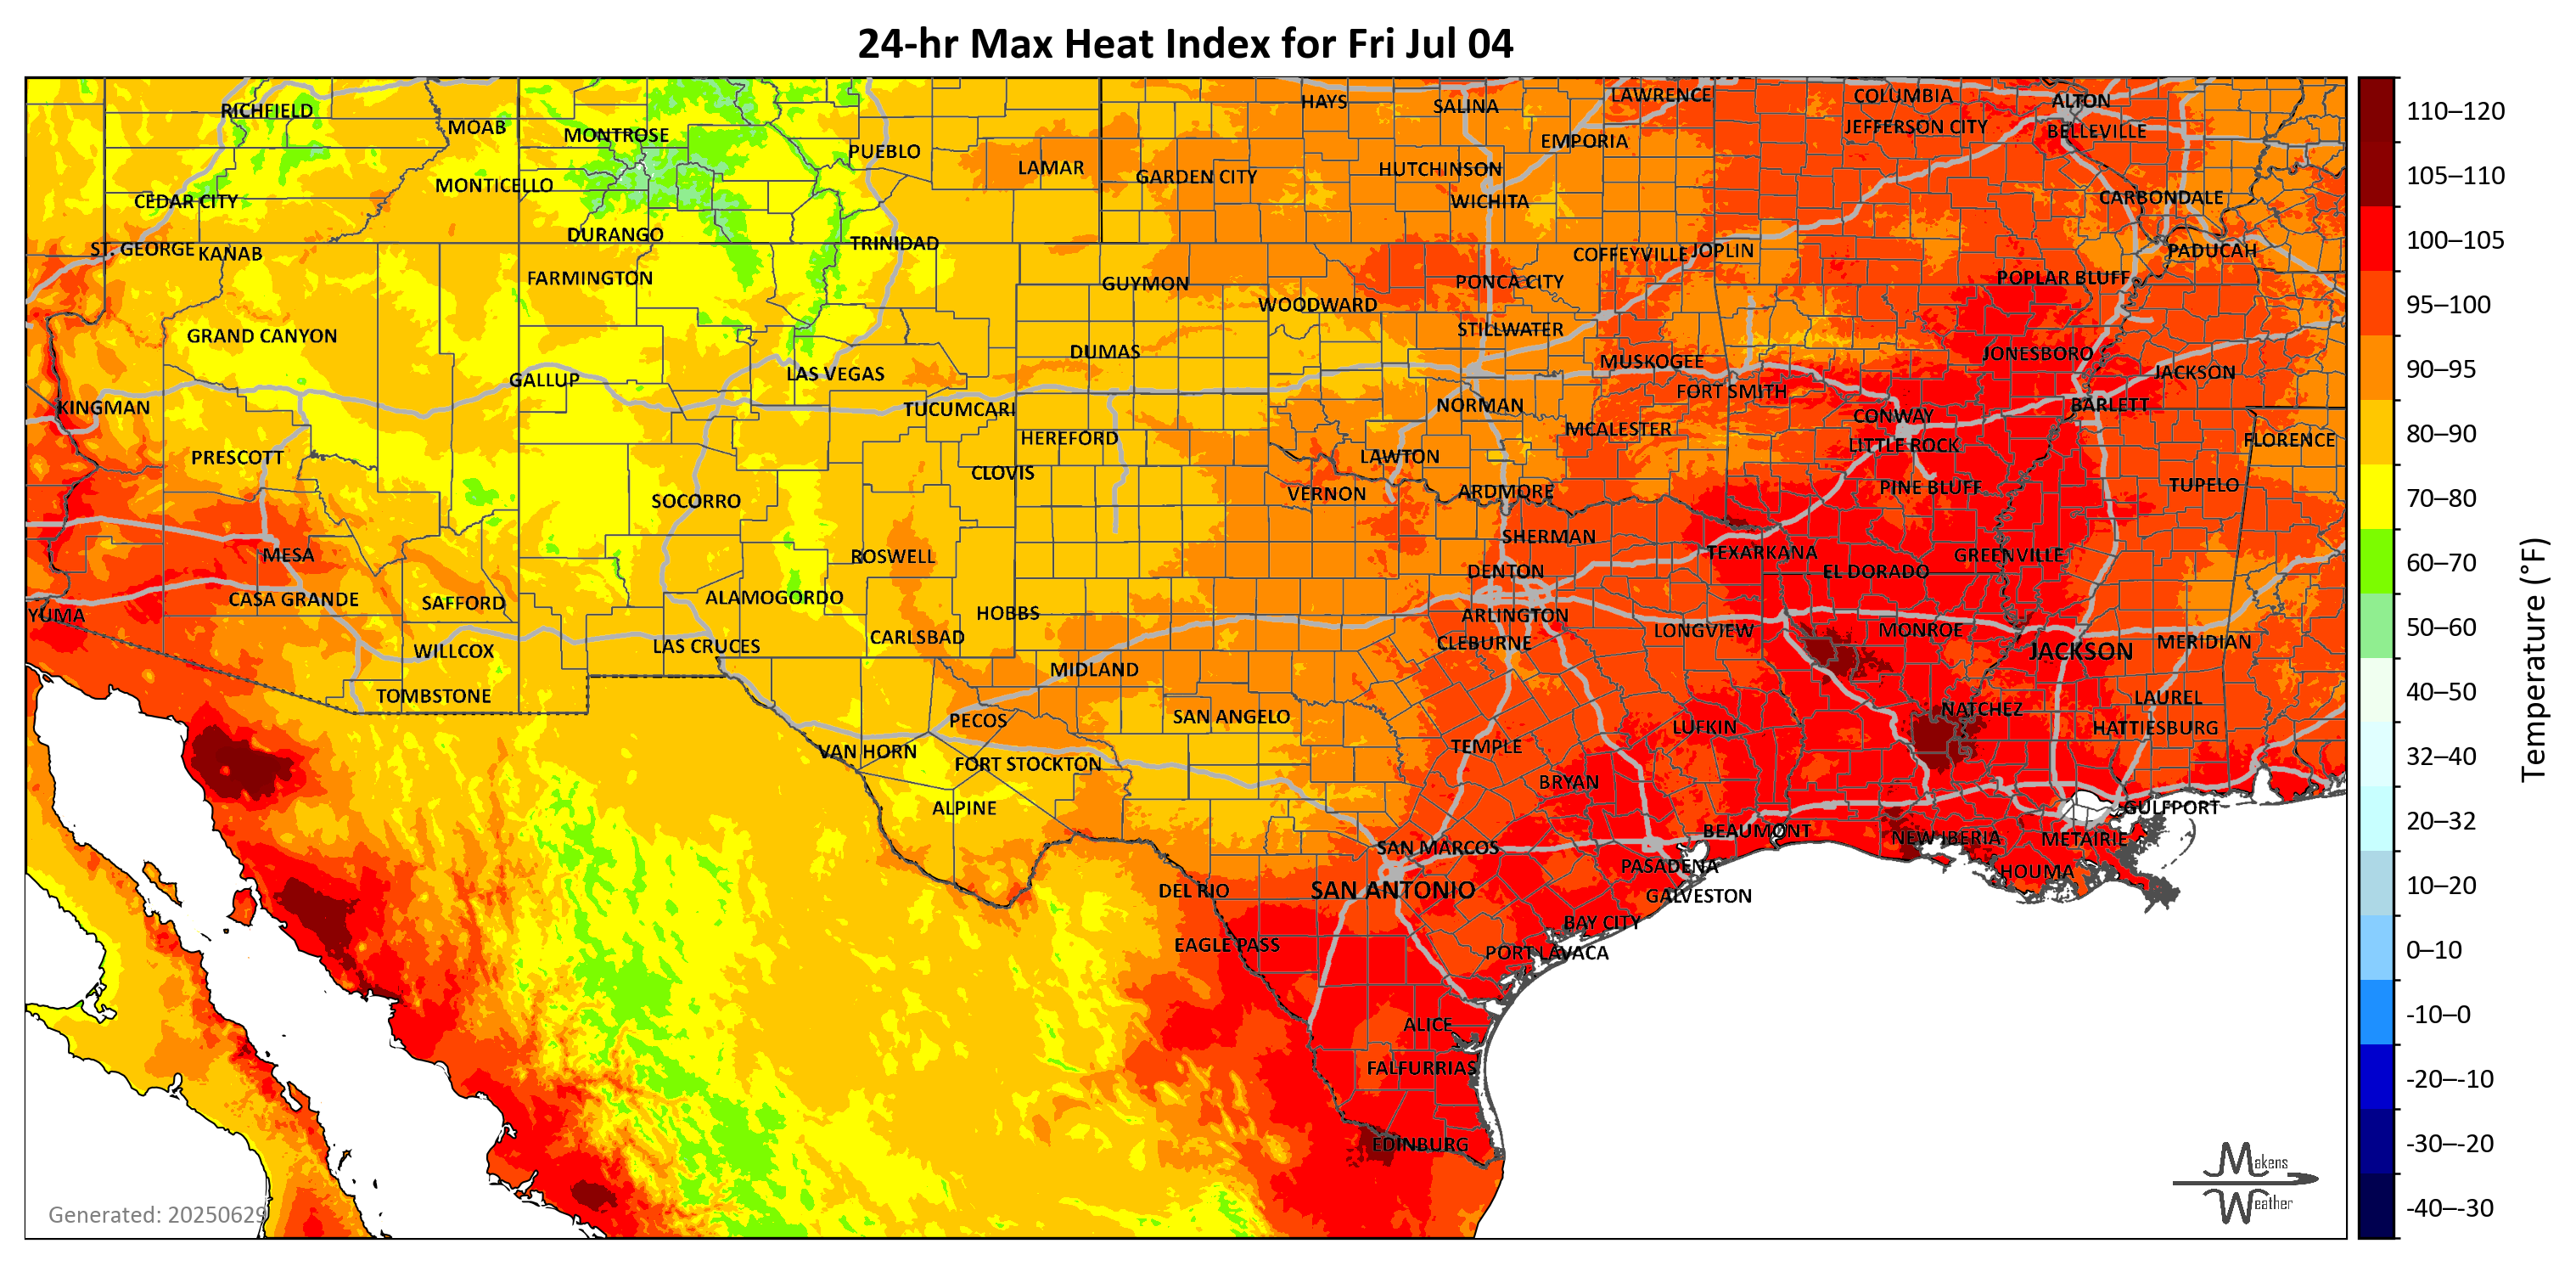 24-hr Max Heat Index for Fri Jul 04
RICHFIELD
MOAB
MONTROSE
PUEBLO
LAMAR
HAYS
SALINA
LAWRENCE
COLUMBIA
ALTON
JEFFERSON CITY
BELLEVILLE
EMPORIA
HUTCHINSON
GARDEN CITY
WICHITA
CARBONDALE
MONTICELLO
CEDAR CITY
DURANGO
TRINIDAD
ST. GEORGE
KANAB
COFFEYVILLE
JOPLIN
PADUCAH
FARMINGTON
GUYMON
PONCA CITY
POPLAR BLUFF
WOODWARD
GRAND CANYON
STILLWATER
DUMAS
MUSKOGEE
JONESBORO
GALLUP
LAS VEGAS
FORT SMITH
JACKSON
KINGMAN
TUCUMCARI
NORMAN
CONWAY
BARLETT
HEREFORD
MCALESTER
LITTLE ROCK
FLORENCE
PRESCOTT
CLOVIS
LAWTON
SOCORRO
VERNON
ARDMORE
PINE BLUFF
TUPELO
MESA
ROSWELL
SHERMAN
TEXARKANA
GREENVILLE
DENTON
EL DORADO
CASA GRANDE
SAFFORD
ALAMOGORDO
HOBBS
YUMA
ARLINGTON
CARLSBAD
CLEBURNE
LONGVIEW
MONROE
JACKSON
MERIDIAN
WILLCOX
LAS CRUCES
MIDLAND
TOMBSTONE
LAUREL
PECOS
SAN ANGELO
NATCHEZ
LUFKIN
HATTIESBURG
VAN HORN
TEMPLE
FORT STOCKTON
BRYAN
ALPINE
GULFPORT
SAN MARCOS
BEAUMONT
NEW IBERIA
METAIRIE
PASADENA
HOUMA
DEL RIO
SAN ANTONIO
GALVESTON
BAY CITY
EAGLE PASS
PORT LAVACA
ALICE
FALFURRIAS
EDINBURG
Generated: 20250629
Makens
Weather
110–120
105–110
100–105
95–100
90–95
80–90
70–80
60–70
50–60
40–50
32–40
20–32
10–20
0–10
-10–0
-20–-10
-30–-20
-40–-30
Temperature (°F)